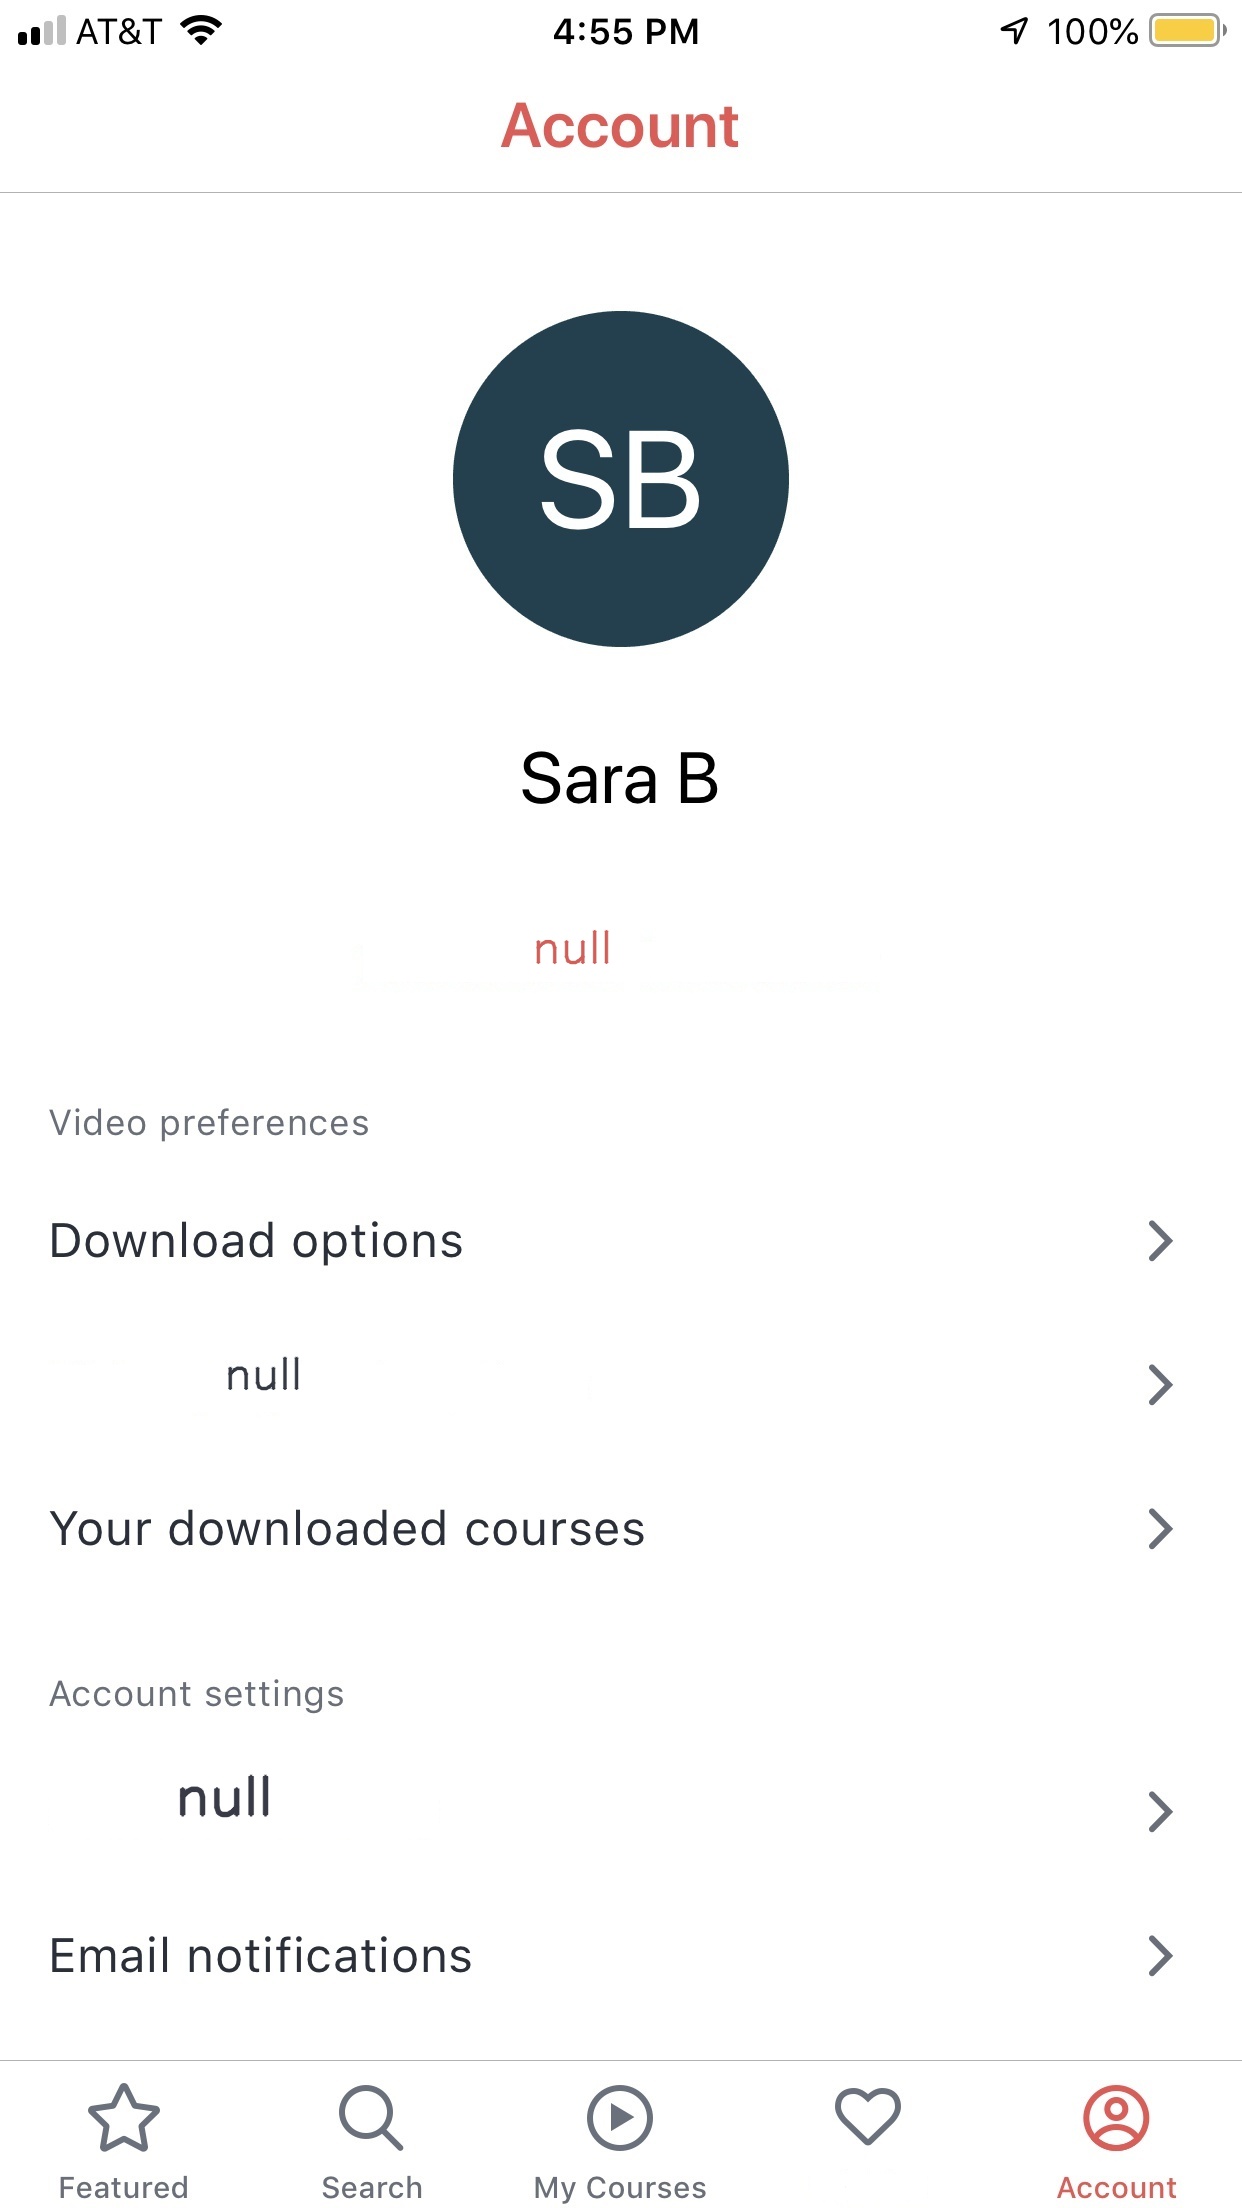 AT&T 4:55 PM 100%
Account
SB
Sara B
null
Video preferences
Download options
null
Your downloaded courses
Account settings
null
Email notifications
Featured Search My Courses Account